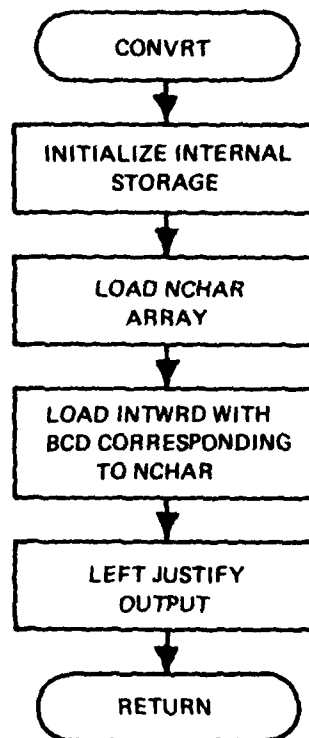 CONVRT
INITIALIZE INTERNAL
STORAGE
LOAD NCHAR
ARRAY
LOAD INTWRD WITH
BCD CORRESPONDING
TO NCHAR
LEFT JUSTIFY
OUTPUT
RETURN